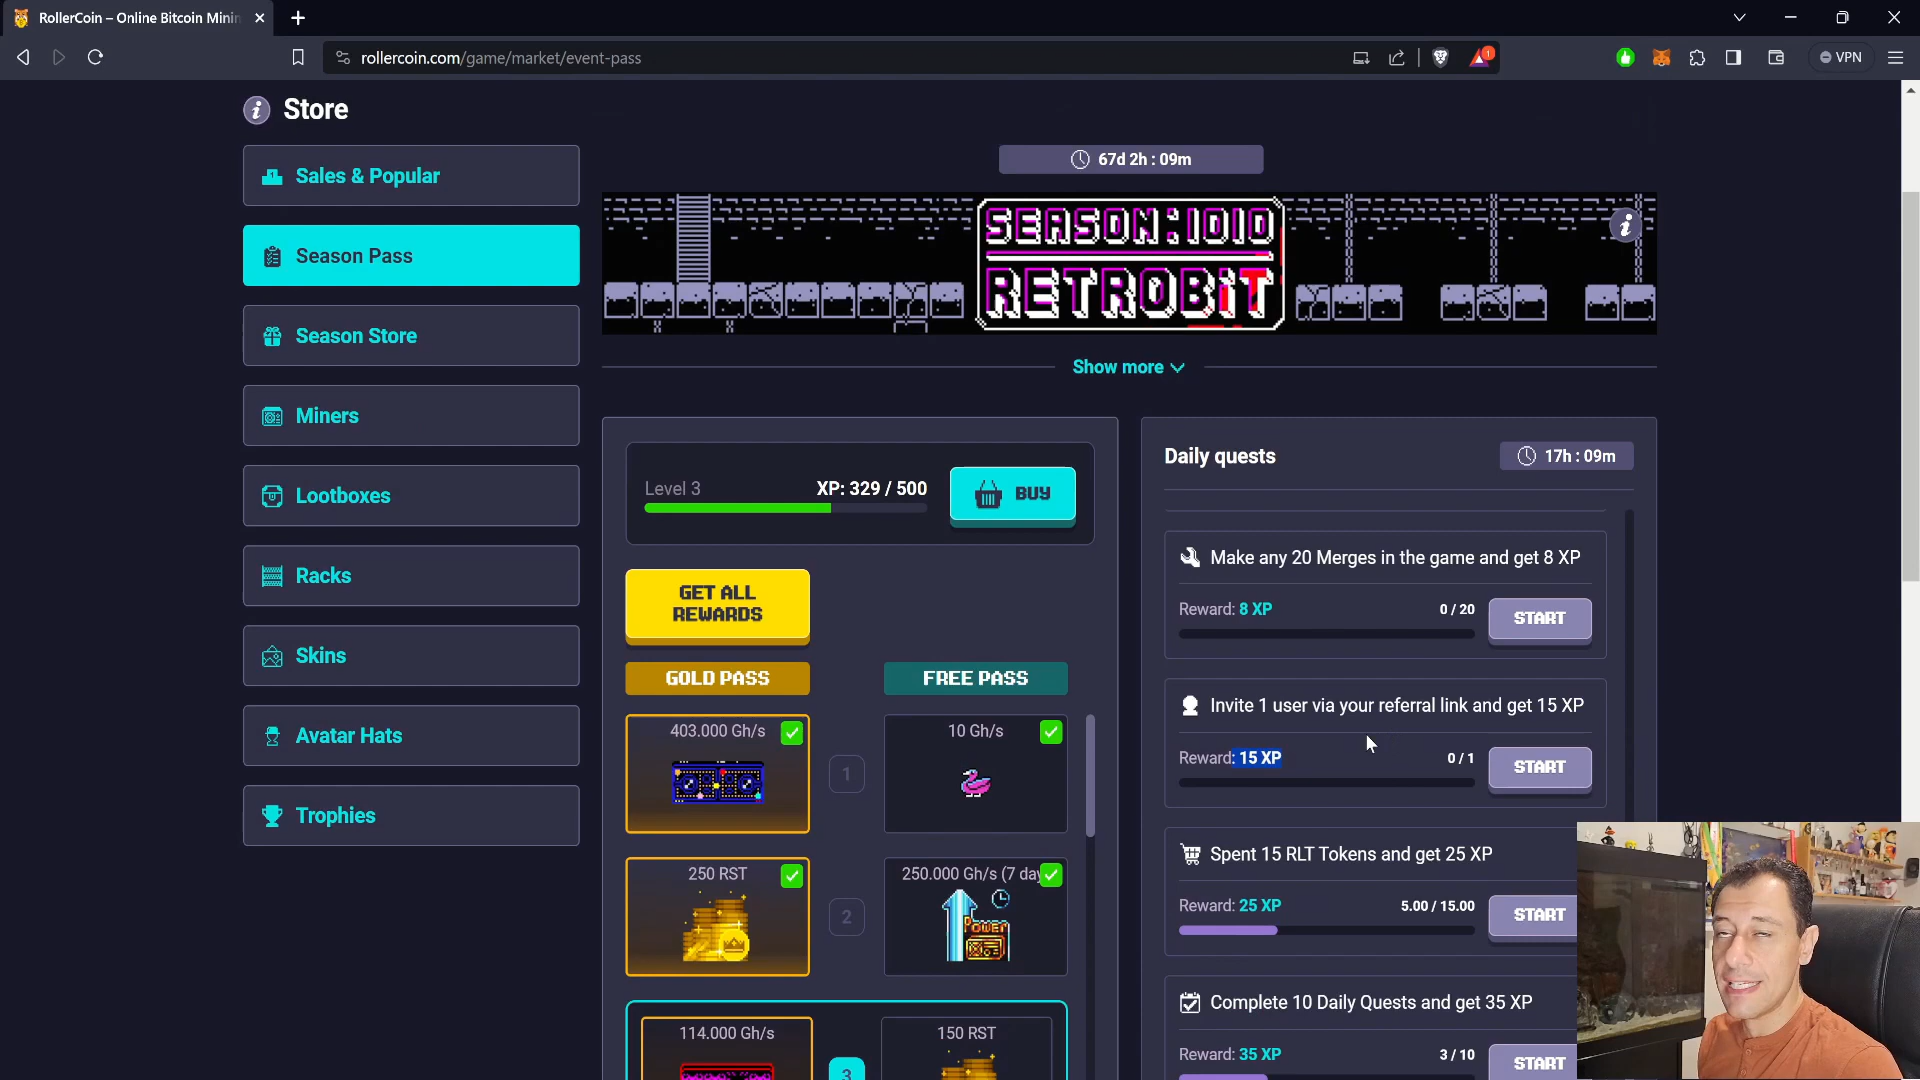 RollerCoin – Online Bitcoin Minin
rollercoin.com/game/market/event-pass
1
VPN
Store
Sales & Popular
Season Pass
Season Store
Miners
Lootboxes
Racks
Skins
Avatar Hats
Trophies
67d 2h : 09m
SEASON:1010
RETROBIT
Show more
Level 3
XP: 329 / 500
BUY
GET ALL
REWARDS
GOLD PASS
FREE PASS
403.000 Gh/s
1
10 Gh/s
250 RST
2
250.000 Gh/s (7 day
POWER
114.000 Gh/s
3
150 RST
Daily quests
17h : 09m
Make any 20 Merges in the game and get 8 XP
Reward: 8 XP
0 / 20
START
Invite 1 user via your referral link and get 15 XP
Reward: 15 XP
0 / 1
START
Spent 15 RLT Tokens and get 25 XP
Reward: 25 XP
5.00 / 15.00
START
Complete 10 Daily Quests and get 35 XP
Reward: 35 XP
3 / 10
START